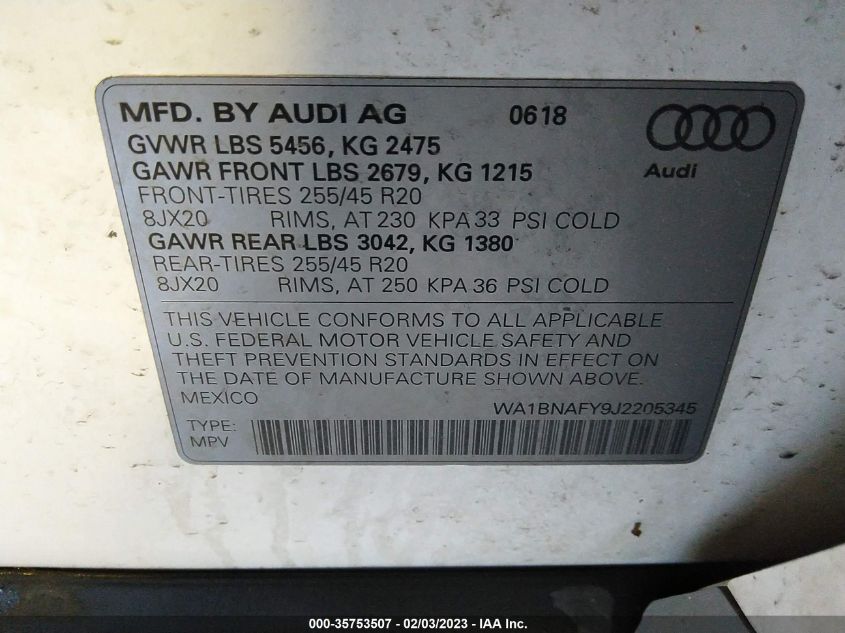 MFD. BY AUDI AG 0618
GVWR LBS 5456, KG 2475
GAWR FRONT LBS 2679, KG 1215
Audi
FRONT-TIRES 255/45 R20
8JX20 RIMS, AT 230 KPA 33 PSI COLD
GAWR REAR LBS 3042, KG 1380
REAR-TIRES 255/45 R20
8JX20 RIMS, AT 250 KPA 36 PSI COLD
THIS VEHICLE CONFORMS TO ALL APPLICABLE
U.S. FEDERAL MOTOR VEHICLE SAFETY AND
THEFT PREVENTION STANDARDS IN EFFECT ON
THE DATE OF MANUFACTURE SHOWN ABOVE.
MEXICO
WA1BNAFY9J2205345
TYPE:
MPV
000-35753507 - 02/03/2023 - IAA Inc.